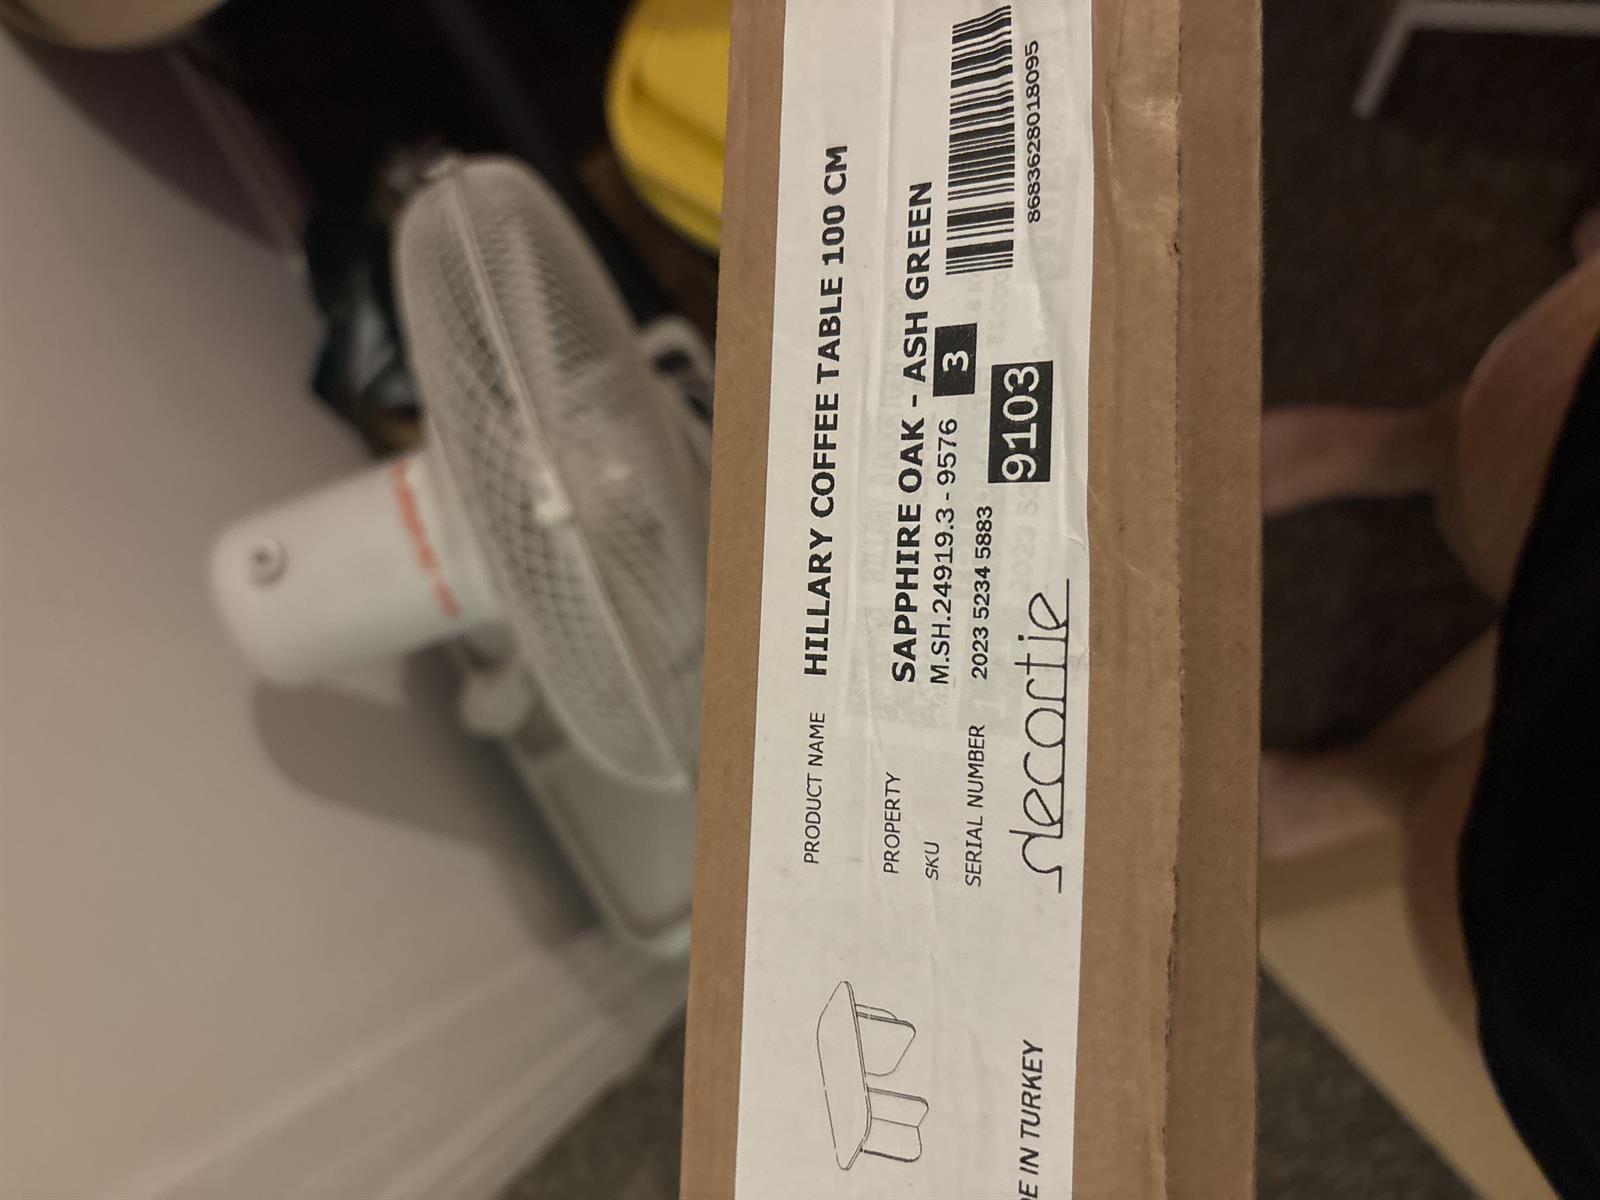 PRODUCT NAME HILLARY COFFEE TABLE 100 CM
PROPERTY SAPPHIRE OAK - ASH GREEN
SKU M.SH.24919.3 - 9576 3
SERIAL NUMBER 2023 5234 5883
9103
decortie
8683628018095
IN TURKEY